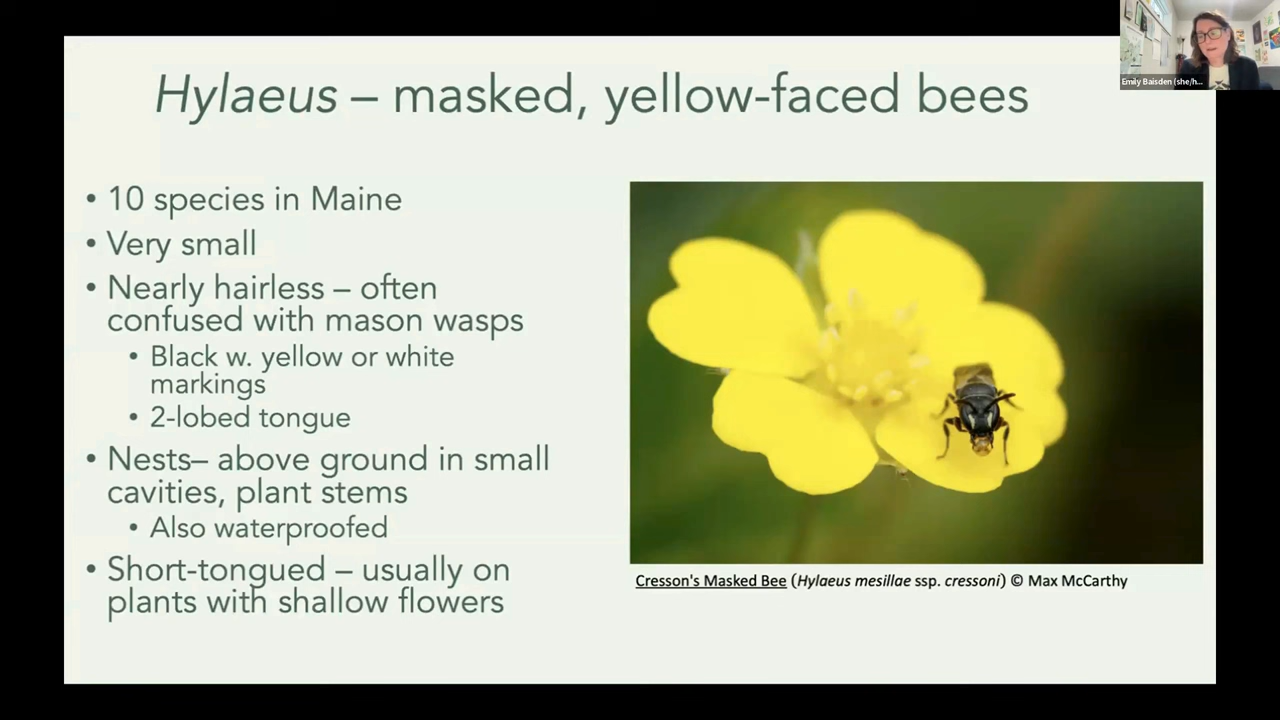 Hylaeus – masked, yellow-faced bees
• 10 species in Maine
• Very small
• Nearly hairless – often
confused with mason wasps
• Black w. yellow or white
markings
• 2-lobed tongue
• Nests– above ground in small
cavities, plant stems
• Also waterproofed
• Short-tongued – usually on
plants with shallow flowers
Cresson's Masked Bee (Hylaeus mesillae ssp. cressoni) © Max McCarthy
Emily Baisden (she/h...